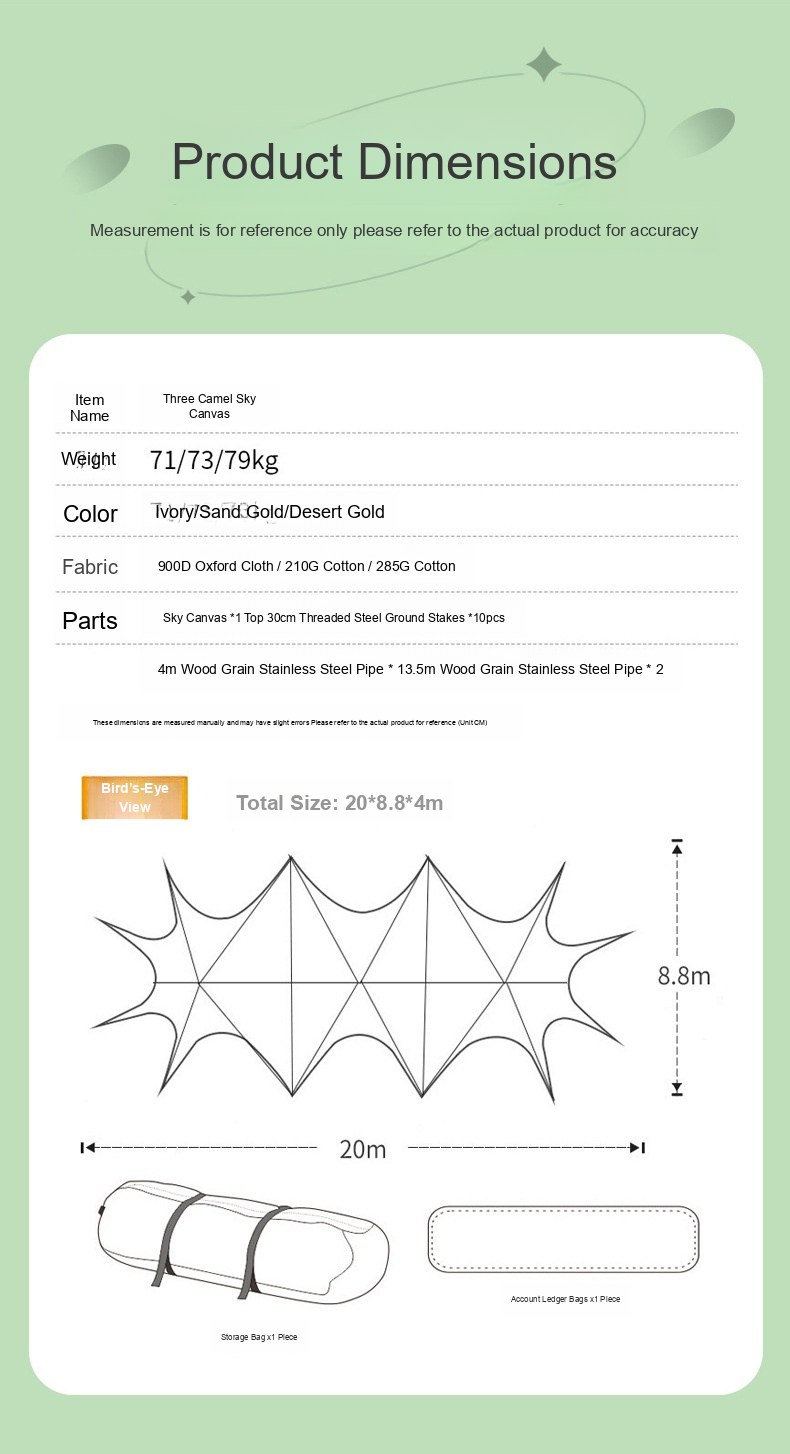 Product Dimensions
Measurement is for reference only please refer to the actual product for accuracy
Item
Name
Three Camel Sky
Canvas
Weight
71/73/79kg
Color
Ivory/Sand Gold/Desert Gold
Fabric
900D Oxford Cloth / 210G Cotton / 285G Cotton
Parts
Sky Canvas *1 Top 30cm Threaded Steel Ground Stakes *10pcs
4m Wood Grain Stainless Steel Pipe * 13.5m Wood Grain Stainless Steel Pipe * 2
These dimensions are measured manually and may have slight errors Please refer to the actual product for reference (Unit CM)
Bird's-Eye
View
Total Size: 20*8.8*4m
8.8m
20m
Account Ledger Bags x1 Piece
Storage Bag x1 Piece